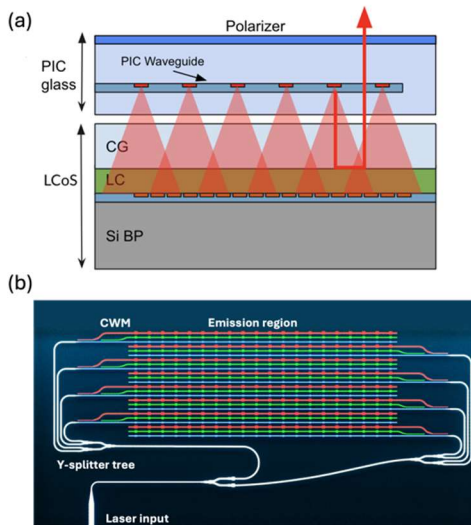 (a)
Polarizer
PIC Waveguide
PIC
glass
CG
LCoS
LC
Si BP
(b)
CWM
Emission region
Y-splitter tree
Laser input